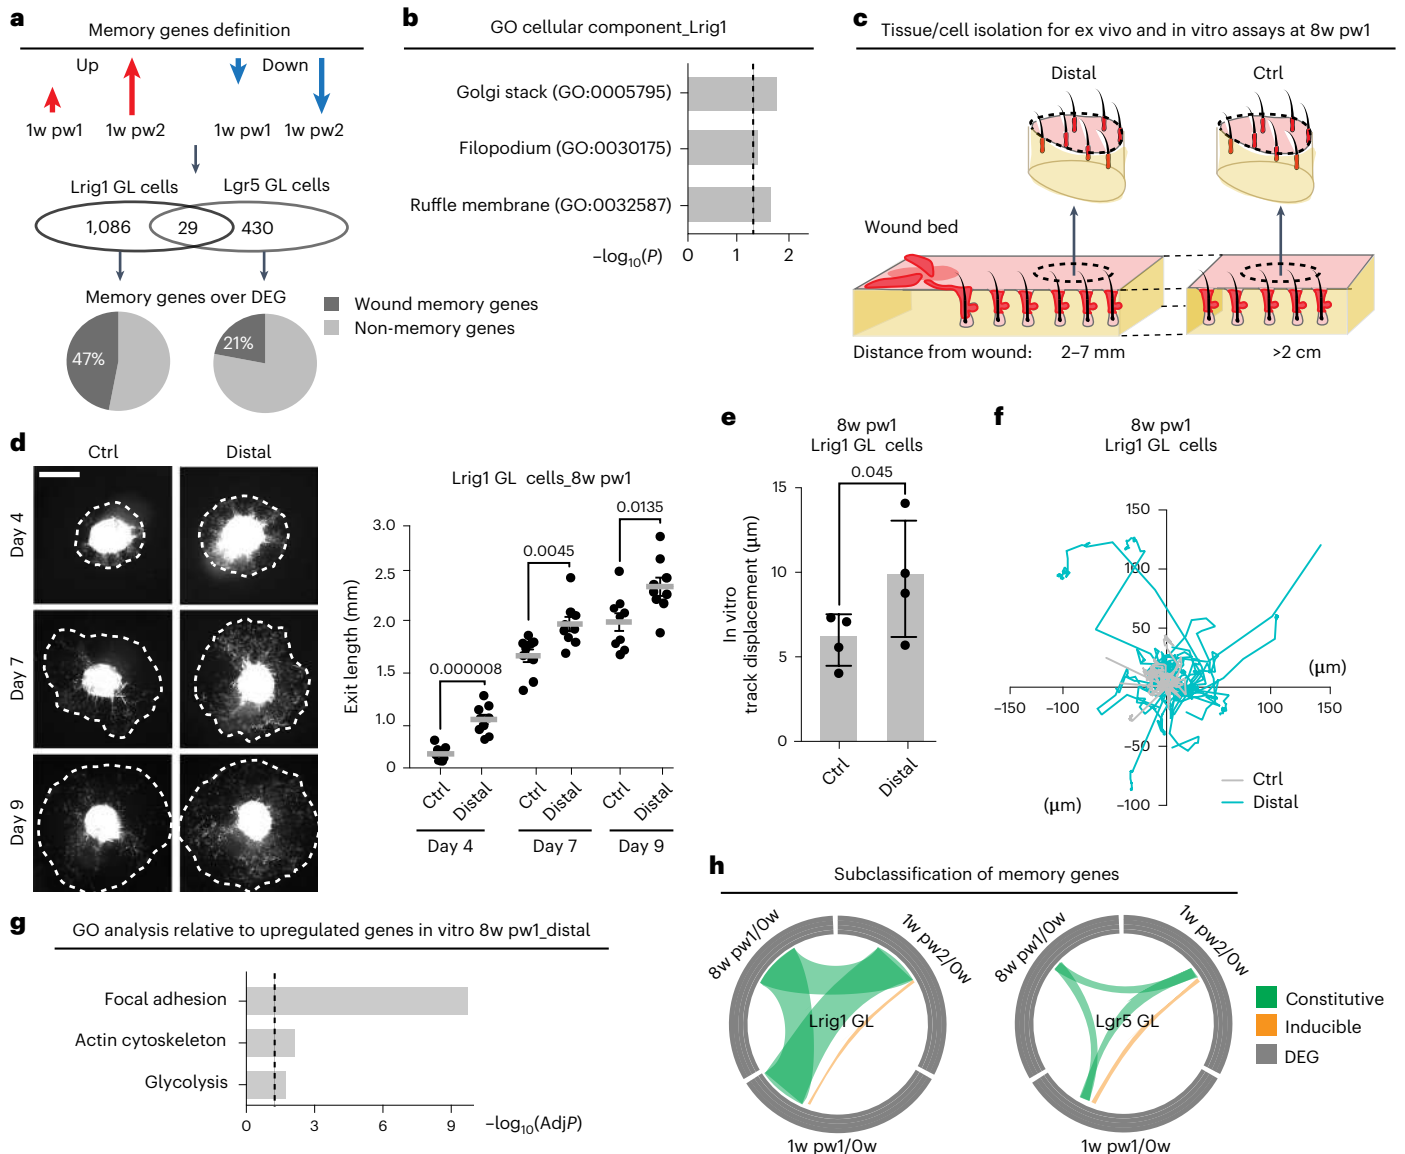 a
Memory genes definition
Up
Down
1w pw1
1w pw2
1w pw1
1w pw2
Lrig1 GL cells
Lgr5 GL cells
1,086
29
430
Memory genes over DEG
47%
21%
Wound memory genes
Non-memory genes
b
GO cellular component_Lrig1
Golgi stack (GO:0005795)
Filopodium (GO:0030175)
Ruffle membrane (GO:0032587)
–log10(P)
0
1
2
c
Tissue/cell isolation for ex vivo and in vitro assays at 8w pw1
Distal
Ctrl
Wound bed
Distance from wound:
2–7 mm
>2 cm
d
Ctrl
Distal
Day 4
Day 7
Day 9
Lrig1 GL cells_8w pw1
Exit length (mm)
3.0
2.5
2.0
1.5
1.0
0
0.000008
0.0045
0.0135
Ctrl
Distal
Ctrl
Distal
Ctrl
Distal
Day 4
Day 7
Day 9
e
8w pw1
Lrig1 GL cells
0.045
In vitro
track displacement (μm)
15
10
5
0
Ctrl
Distal
f
8w pw1
Lrig1 GL cells
150
100
50
(μm)
–150
–100
100
150
–50
–100
(μm)
Ctrl
Distal
g
GO analysis relative to upregulated genes in vitro 8w pw1_distal
Focal adhesion
Actin cytoskeleton
Glycolysis
0
3
6
9
–log10(AdjP)
h
Subclassification of memory genes
8w pw1/0w
1w pw2/0w
Lrig1 GL
1w pw1/0w
8w pw1/0w
1w pw2/0w
Lgr5 GL
1w pw1/0w
Constitutive
Inducible
DEG